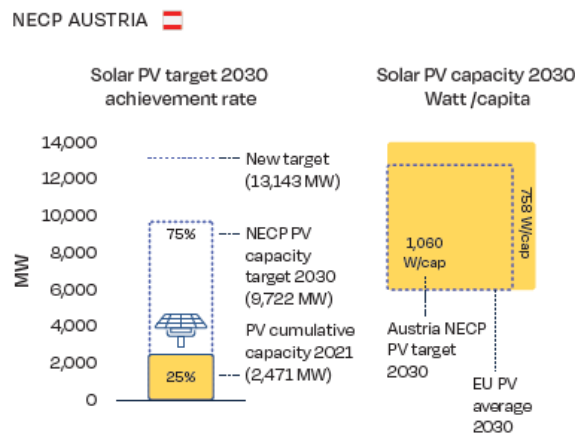 NECP AUSTRIA
Solar PV target 2030
achievement rate
14,000
12,000
10,000
8,000
6,000
4,000
2,000
0
MW
75%
25%
New target
(13,143 MW)
NECP PV
capacity
target 2030
(9,722 MW)
PV cumulative
capacity 2021
(2,471 MW)
Solar PV capacity 2030
Watt /capita
1,060
W/cap
758 W/cap
Austria NECP
PV target
2030
EU PV
average
2030